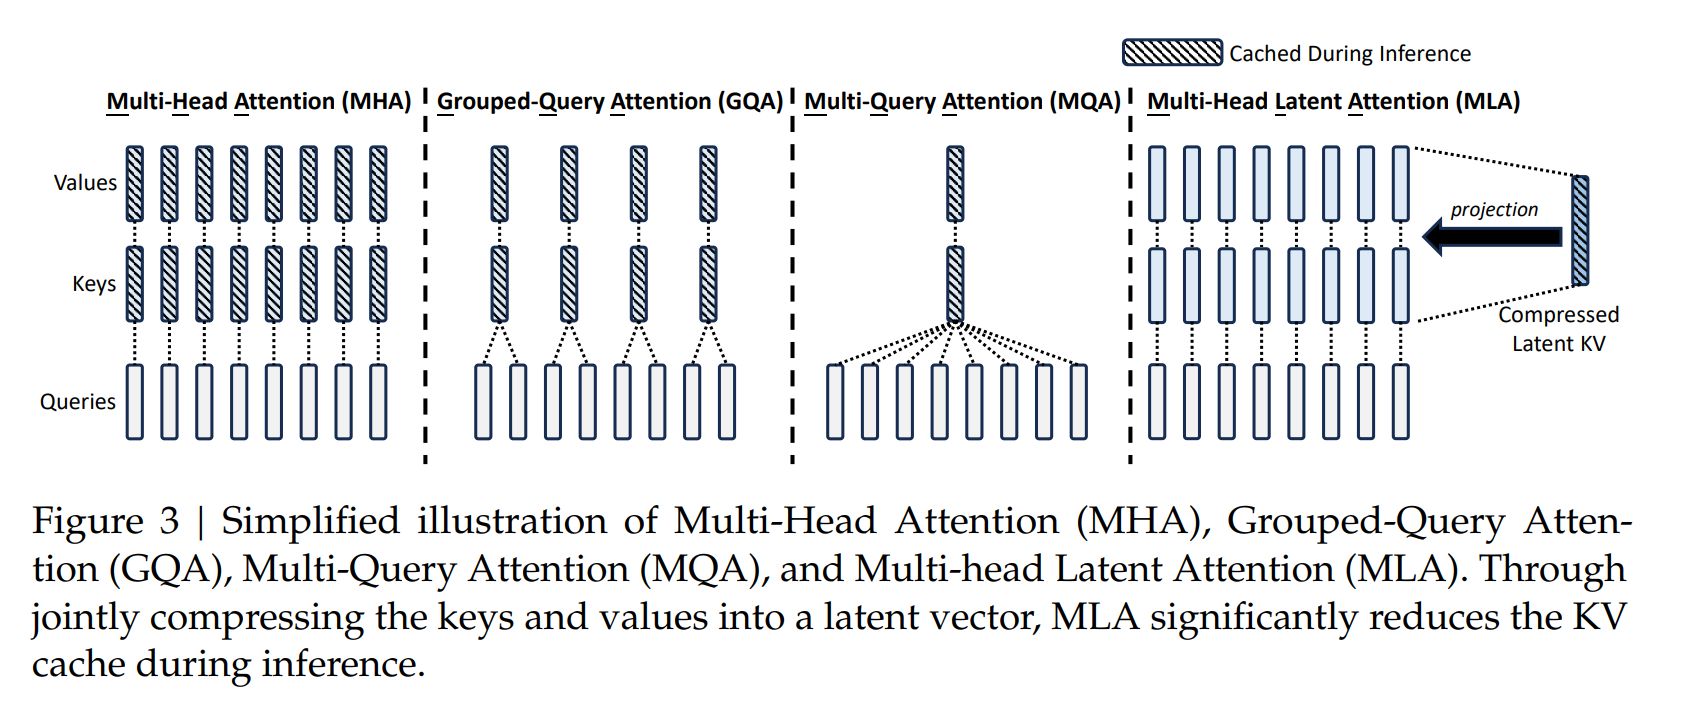 Cached During Inference
Multi-Head Attention (MHA)
Grouped-Query Attention (GQA)
Multi-Query Attention (MQA)
Multi-Head Latent Attention (MLA)
Values
Keys
Queries
projection
Compressed
Latent KV
Figure 3 | Simplified illustration of Multi-Head Attention (MHA), Grouped-Query Atten-
tion (GQA), Multi-Query Attention (MQA), and Multi-head Latent Attention (MLA). Through
jointly compressing the keys and values into a latent vector, MLA significantly reduces the KV
cache during inference.